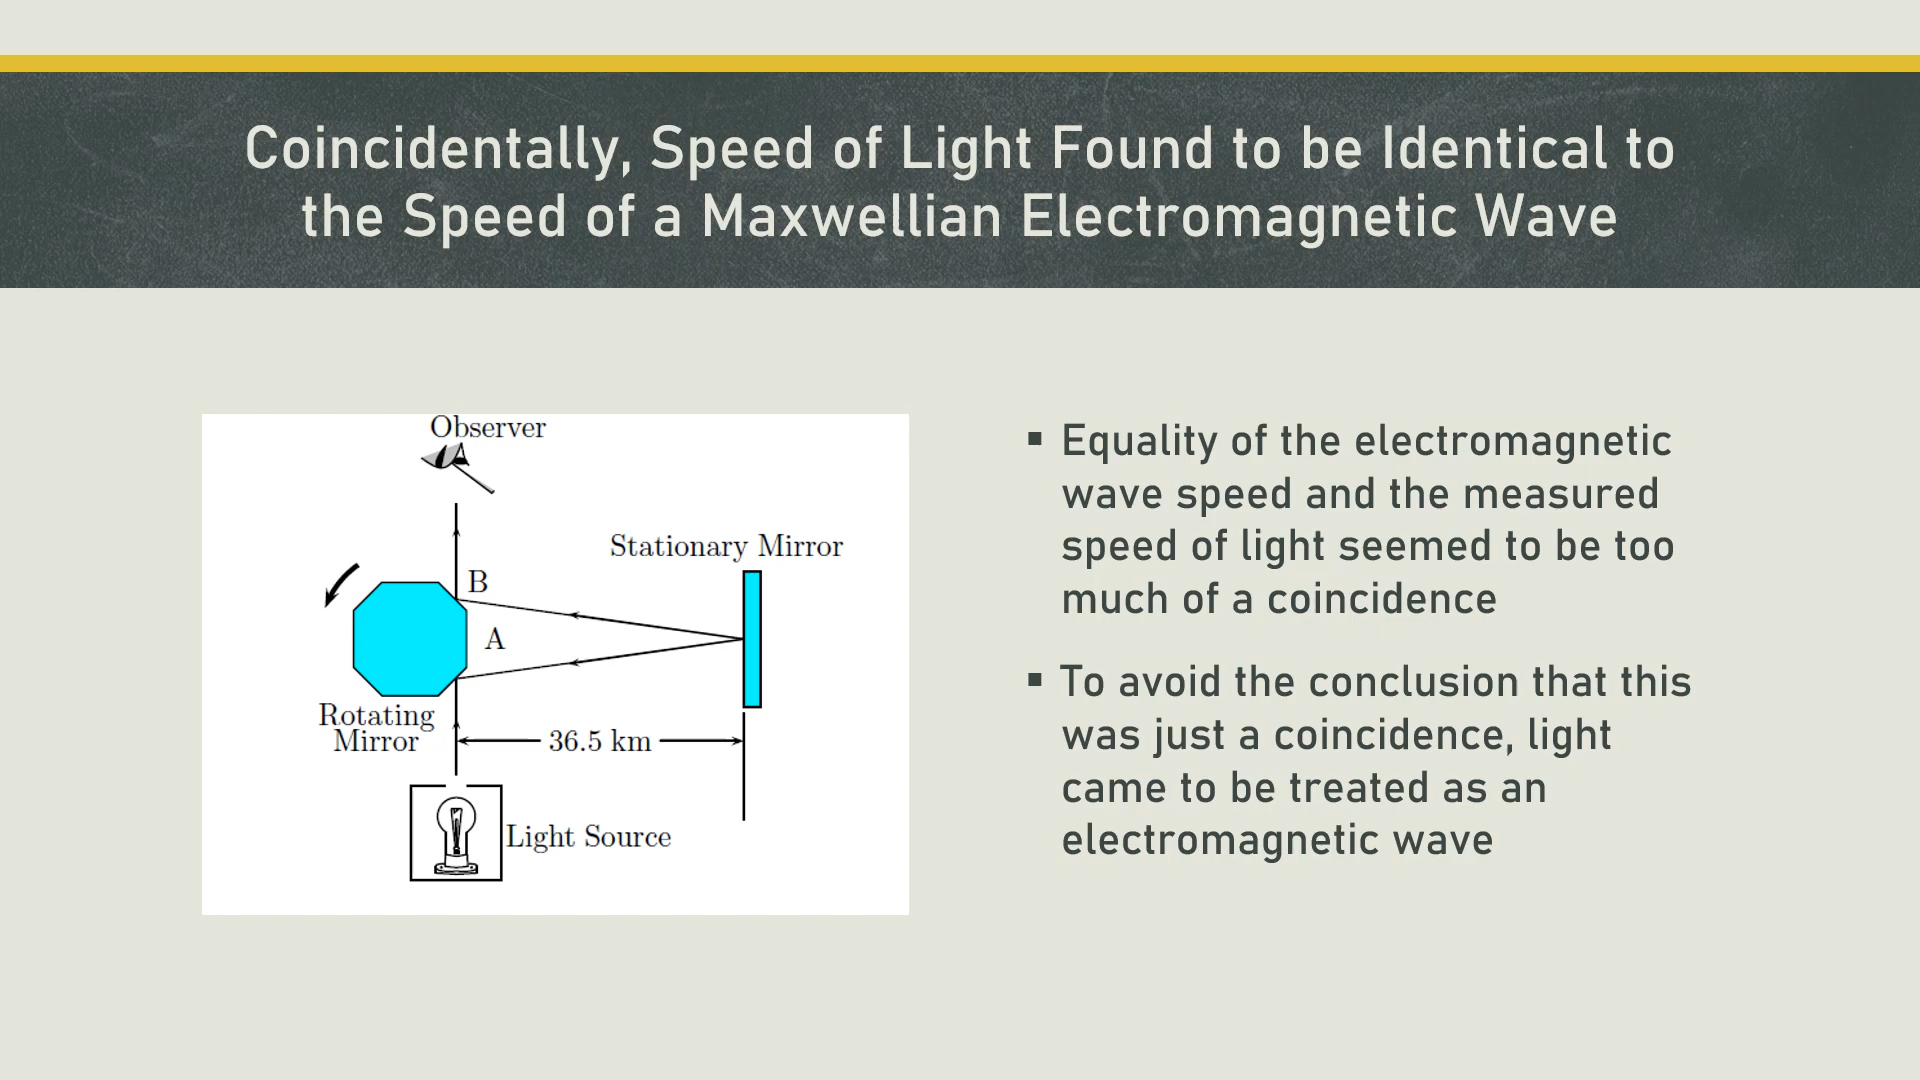 Coincidentally, Speed of Light Found to be Identical to
the Speed of a Maxwellian Electromagnetic Wave
Observer
Stationary Mirror
B
A
Rotating
Mirror
36.5 km
Light Source
▪ Equality of the electromagnetic
wave speed and the measured
speed of light seemed to be too
much of a coincidence
▪ To avoid the conclusion that this
was just a coincidence, light
came to be treated as an
electromagnetic wave